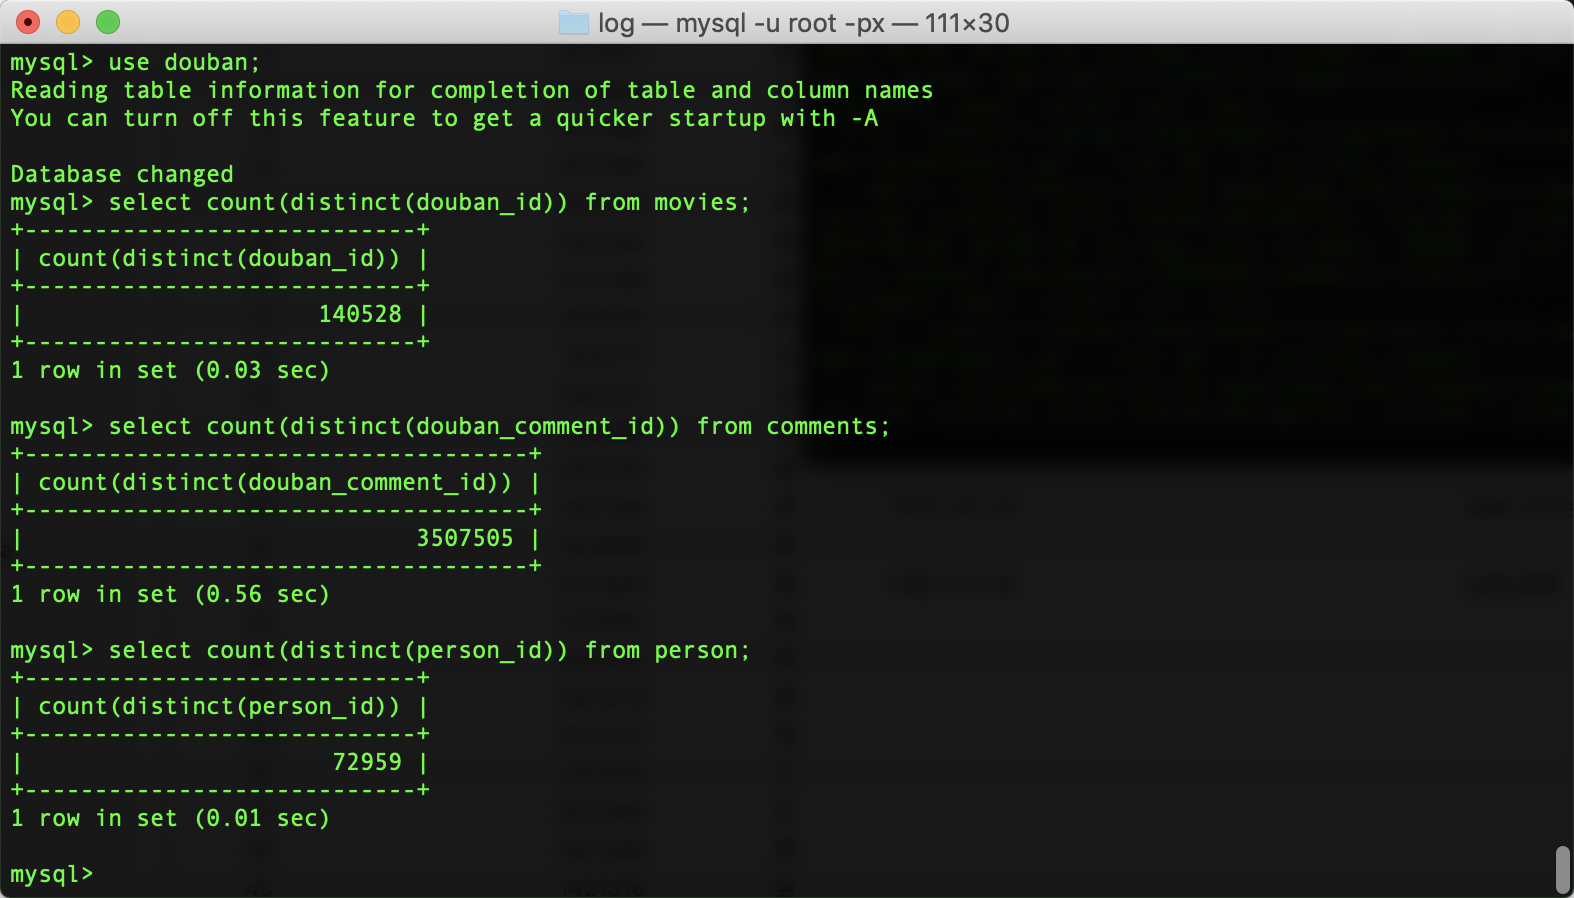 log — mysql -u root -px — 111×30
mysql> use douban;
Reading table information for completion of table and column names
You can turn off this feature to get a quicker startup with -A
Database changed
mysql> select count(distinct(douban_id)) from movies;
+----------------------------+
| count(distinct(douban_id)) |
+----------------------------+
|                     140528 |
+----------------------------+
1 row in set (0.03 sec)
mysql> select count(distinct(douban_comment_id)) from comments;
+------------------------------------+
| count(distinct(douban_comment_id)) |
+------------------------------------+
|                            3507505 |
+------------------------------------+
1 row in set (0.56 sec)
mysql> select count(distinct(person_id)) from person;
+----------------------------+
| count(distinct(person_id)) |
+----------------------------+
|                      72959 |
+----------------------------+
1 row in set (0.01 sec)
mysql>